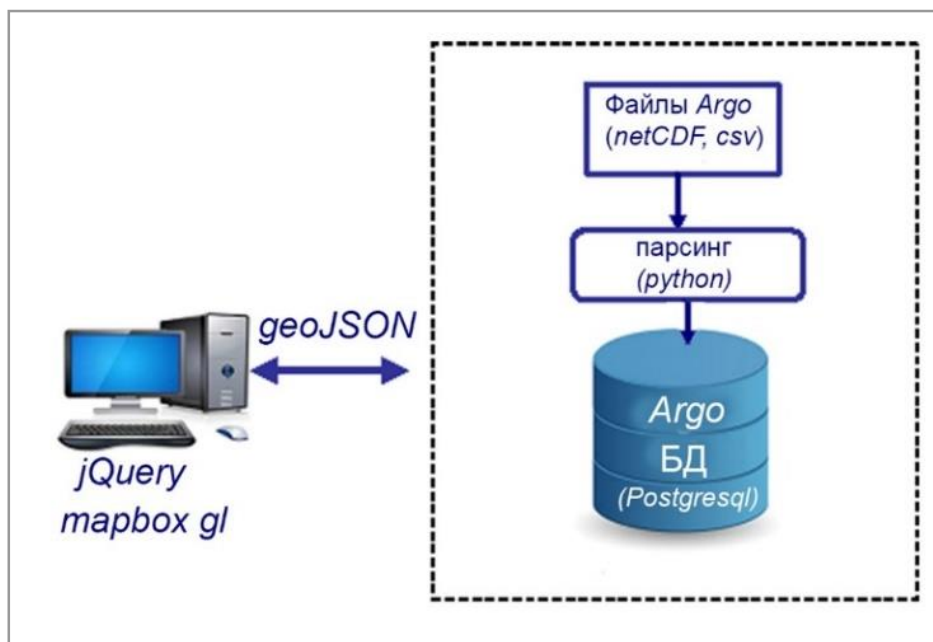 Файлы Argo
(netCDF, csv)
парсинг
(python)
geoJSON
Argo
БД
(Postgresql)
jQuery
mapbox gl